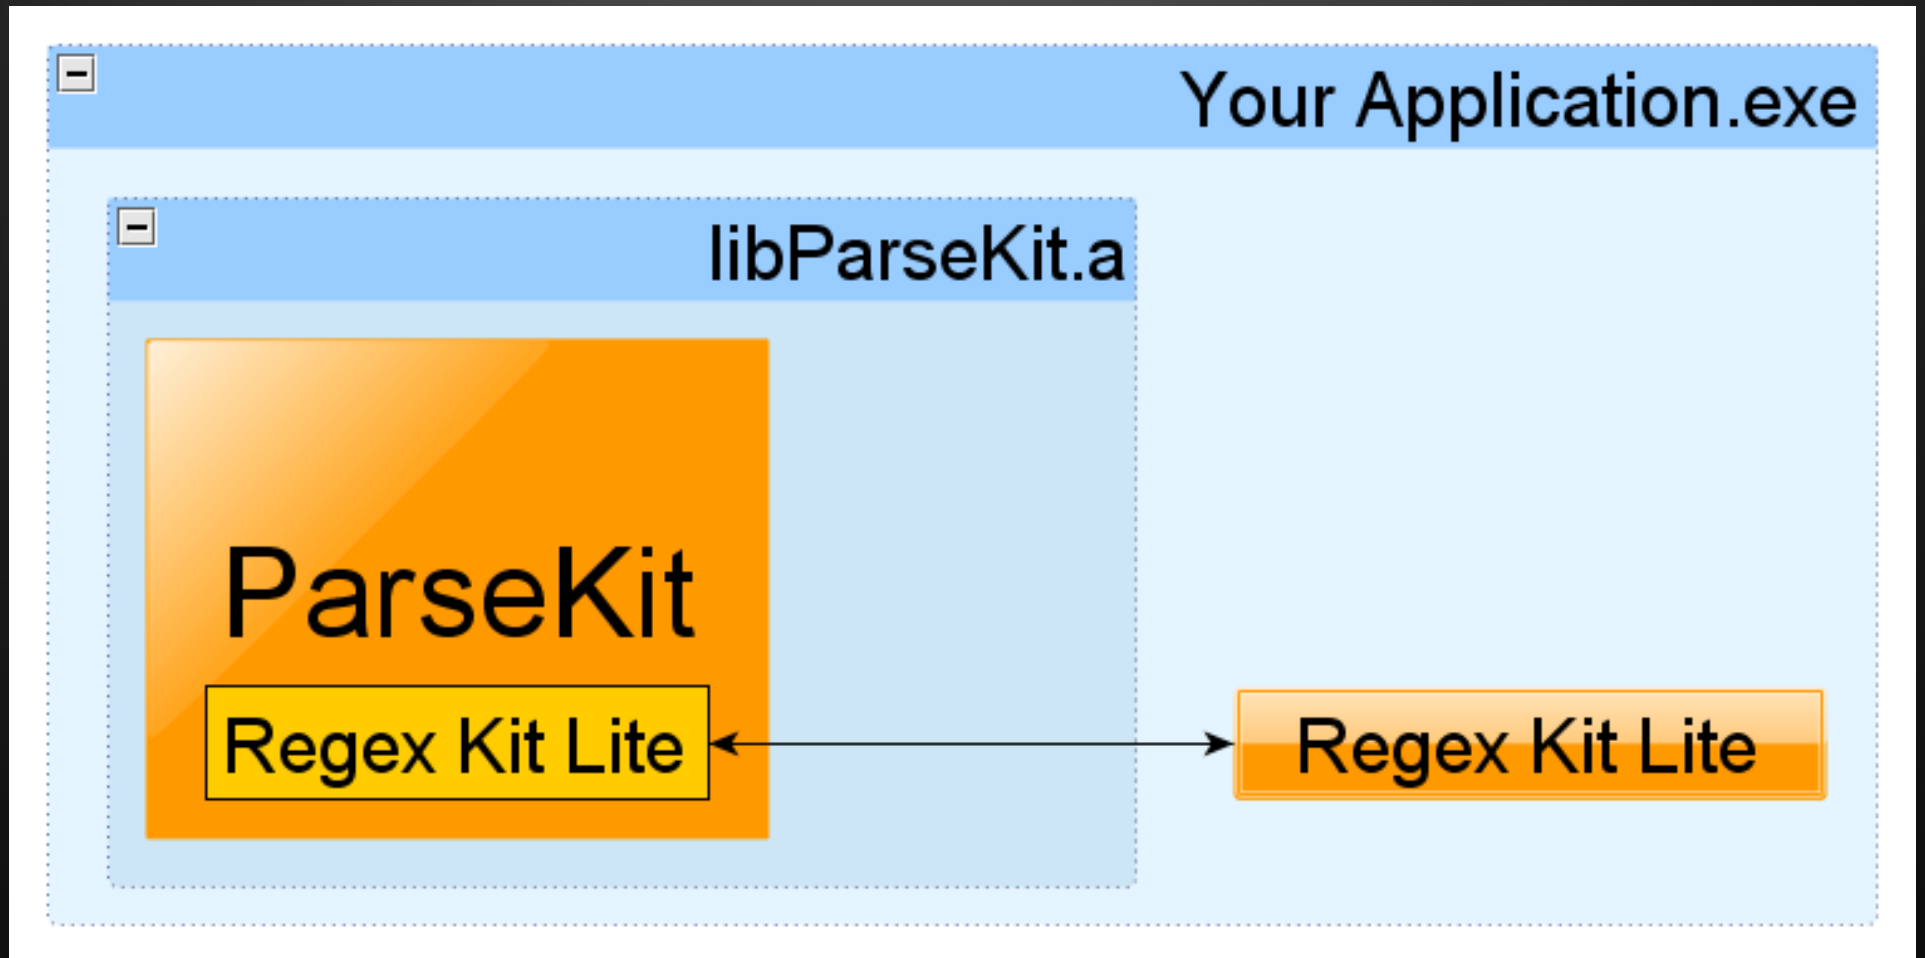 Your Application.exe
libParseKit.a
ParseKit
Regex Kit Lite
Regex Kit Lite